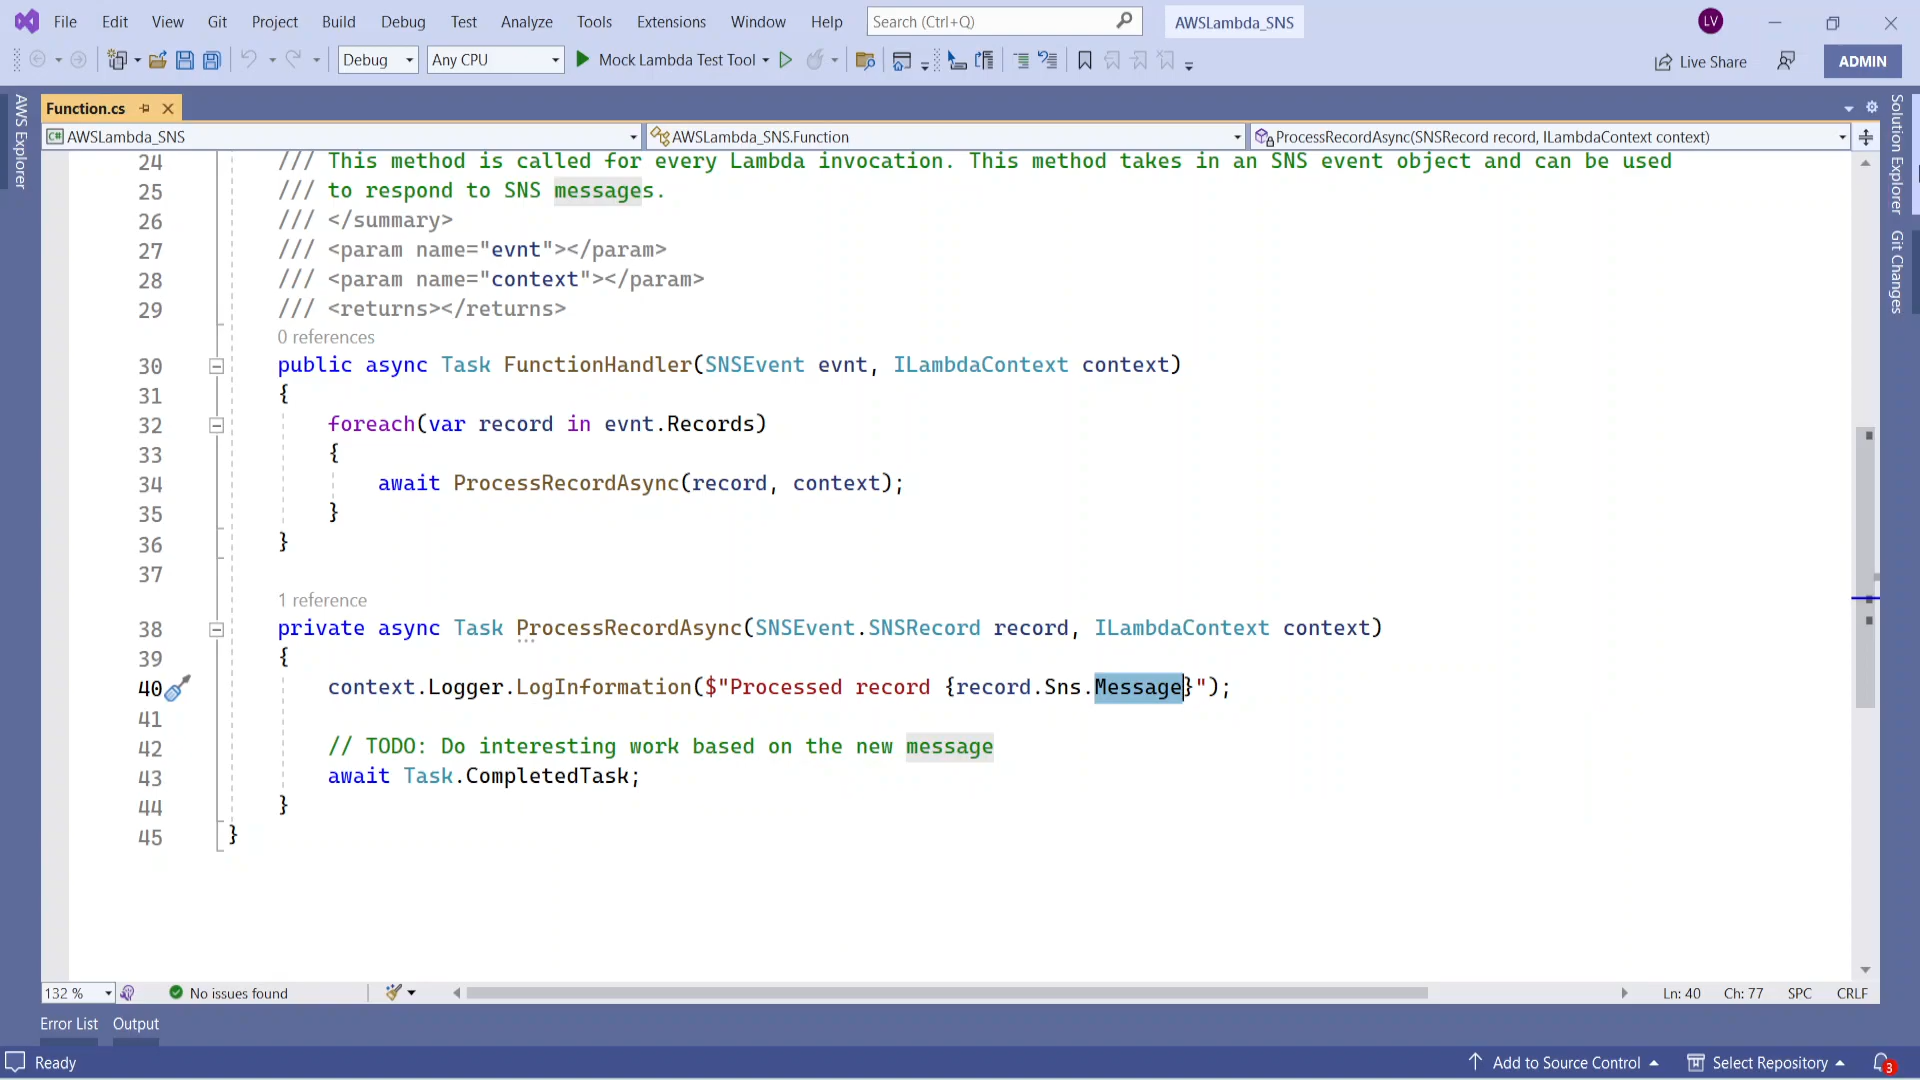 File Edit View Git Project Build Debug Test Analyze Tools Extensions Window Help Search (Ctrl+Q) AWSLambda_SNS LV
Debug Any CPU Mock Lambda Test Tool Live Share ADMIN
AWS Explorer
Function.cs
C# AWSLambda_SNS AWSLambda_SNS.Function ProcessRecordAsync(SNSRecord record, ILambdaContext context)
24 /// This method is called for every Lambda invocation. This method takes in an SNS event object and can be used
25 /// to respond to SNS messages.
26 /// </summary>
27 /// <param name="evnt"></param>
28 /// <param name="context"></param>
29 /// <returns></returns>
0 references
30 public async Task FunctionHandler(SNSEvent evnt, ILambdaContext context)
31 {
32 foreach(var record in evnt.Records)
33 {
34 await ProcessRecordAsync(record, context);
35 }
36 }
37
1 reference
38 private async Task ProcessRecordAsync(SNSEvent.SNSRecord record, ILambdaContext context)
39 {
40 context.Logger.LogInformation($"Processed record {record.Sns.Message}");
41
42 // TODO: Do interesting work based on the new message
43 await Task.CompletedTask;
44 }
45 }
Solution Explorer
Git Changes
132 % No issues found Ln: 40 Ch: 77 SPC CRLF
Error List Output
Ready Add to Source Control Select Repository 3